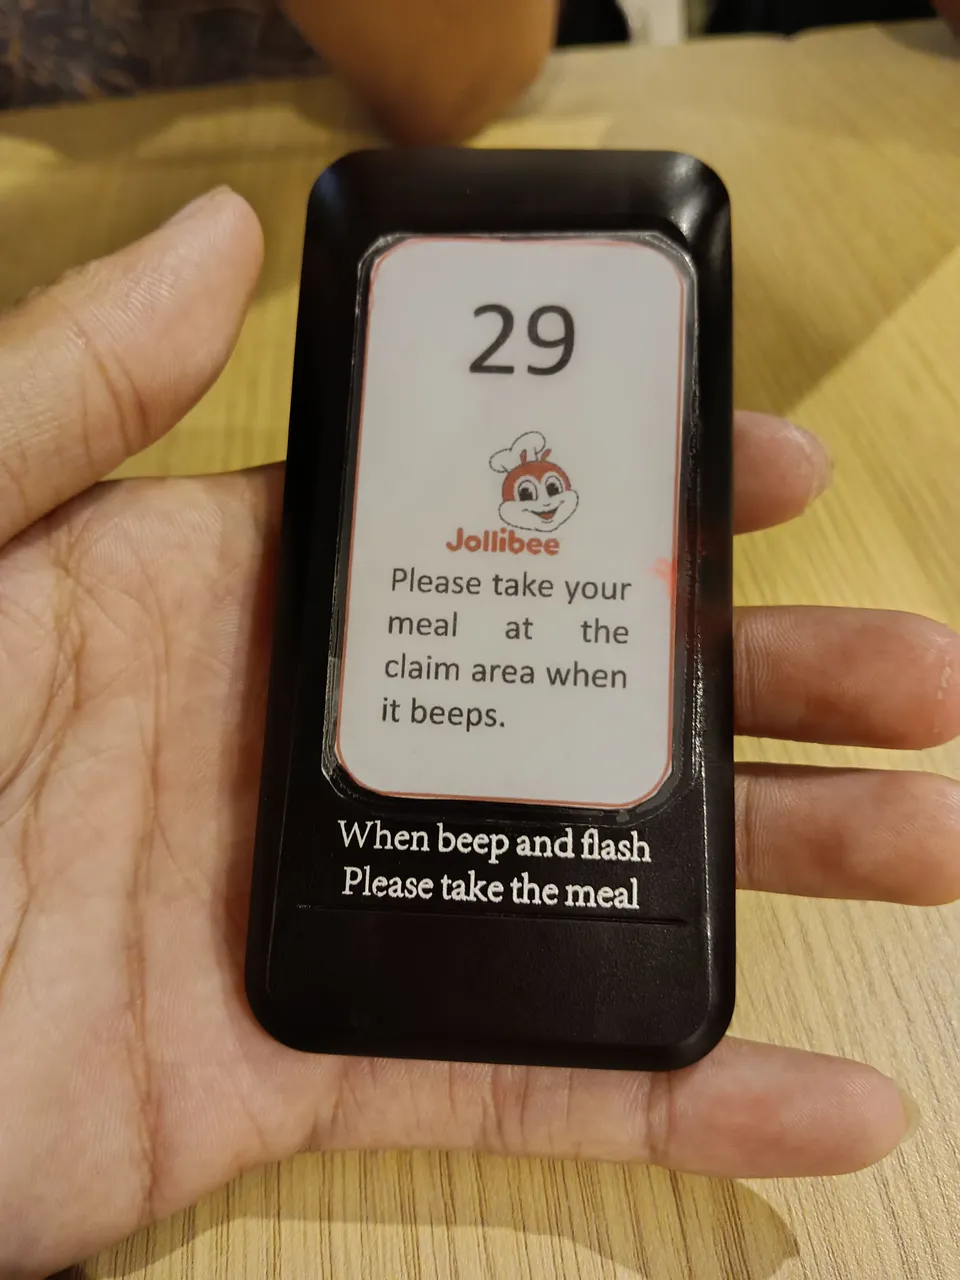 29
Jollibee
Please take your
meal at the
claim area when
it beeps.
When beep and flash
Please take the meal